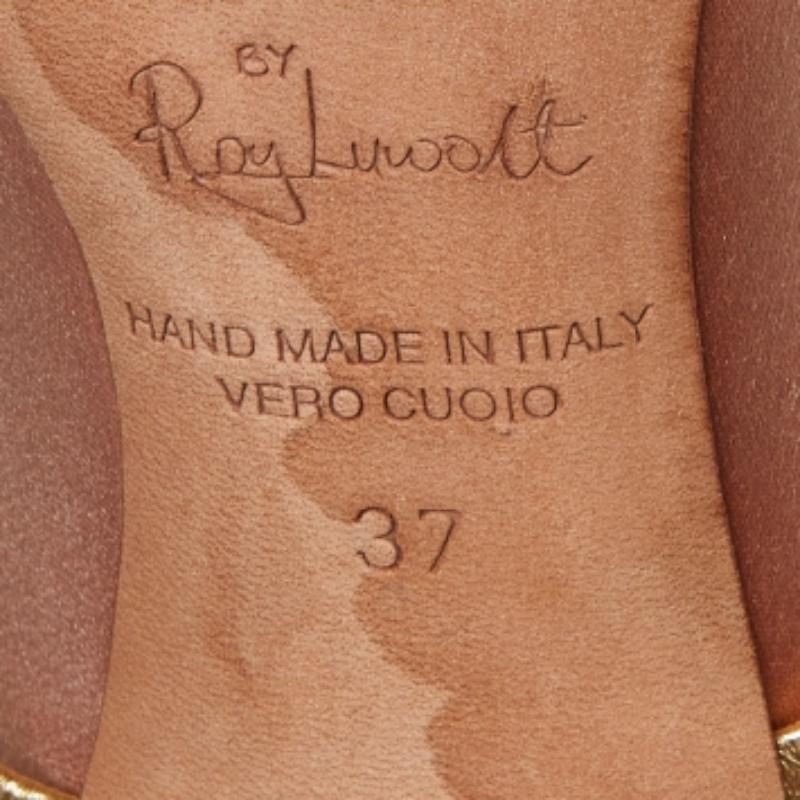 BY
Roy Luwolt
HAND MADE IN ITALY
VERO CUOIO
37